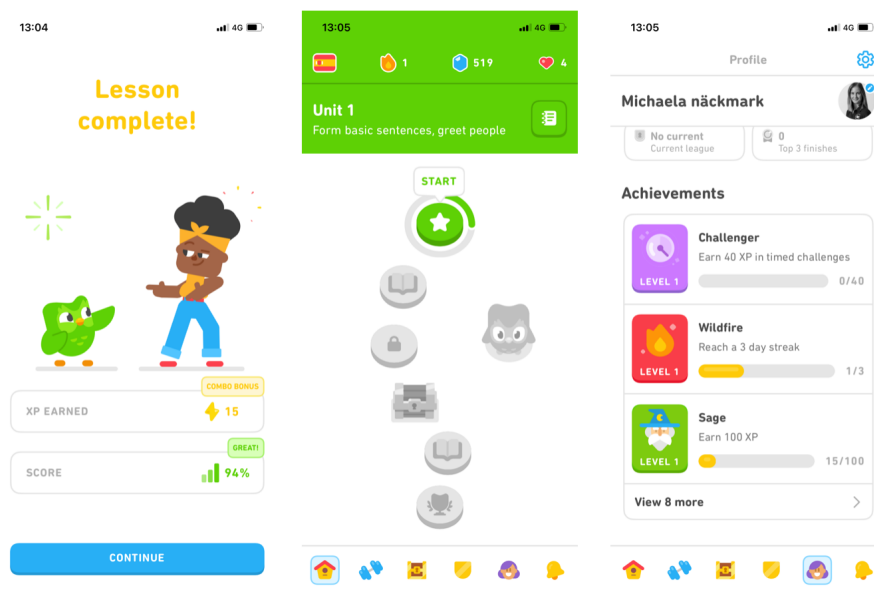 13:04
4G
Lesson
complete!
COMBO BONUS
XP EARNED
15
GREAT!
SCORE
94%
CONTINUE
13:05
4G
1
519
4
Unit 1
Form basic sentences, greet people
START
13:05
4G
Profile
Michaela näckmark
No current
Current league
0
Top 3 finishes
Achievements
Challenger
Earn 40 XP in timed challenges
LEVEL 1
0/40
Wildfire
Reach a 3 day streak
LEVEL 1
1/3
Sage
Earn 100 XP
LEVEL 1
15/100
View 8 more